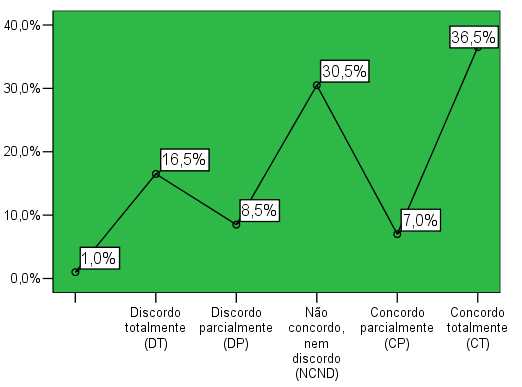 40,0%
36,5%
30,5%
30,0%
20,0%
16,5%
8,5%
10,0%
7,0%
1,0%
0,0%
Discordo
totalmente
(DT)
Discordo
parcialmente
(DP)
Não
concordo,
nem
discordo
(NCND)
Concordo
parcialmente
(CP)
Concordo
totalmente
(CT)